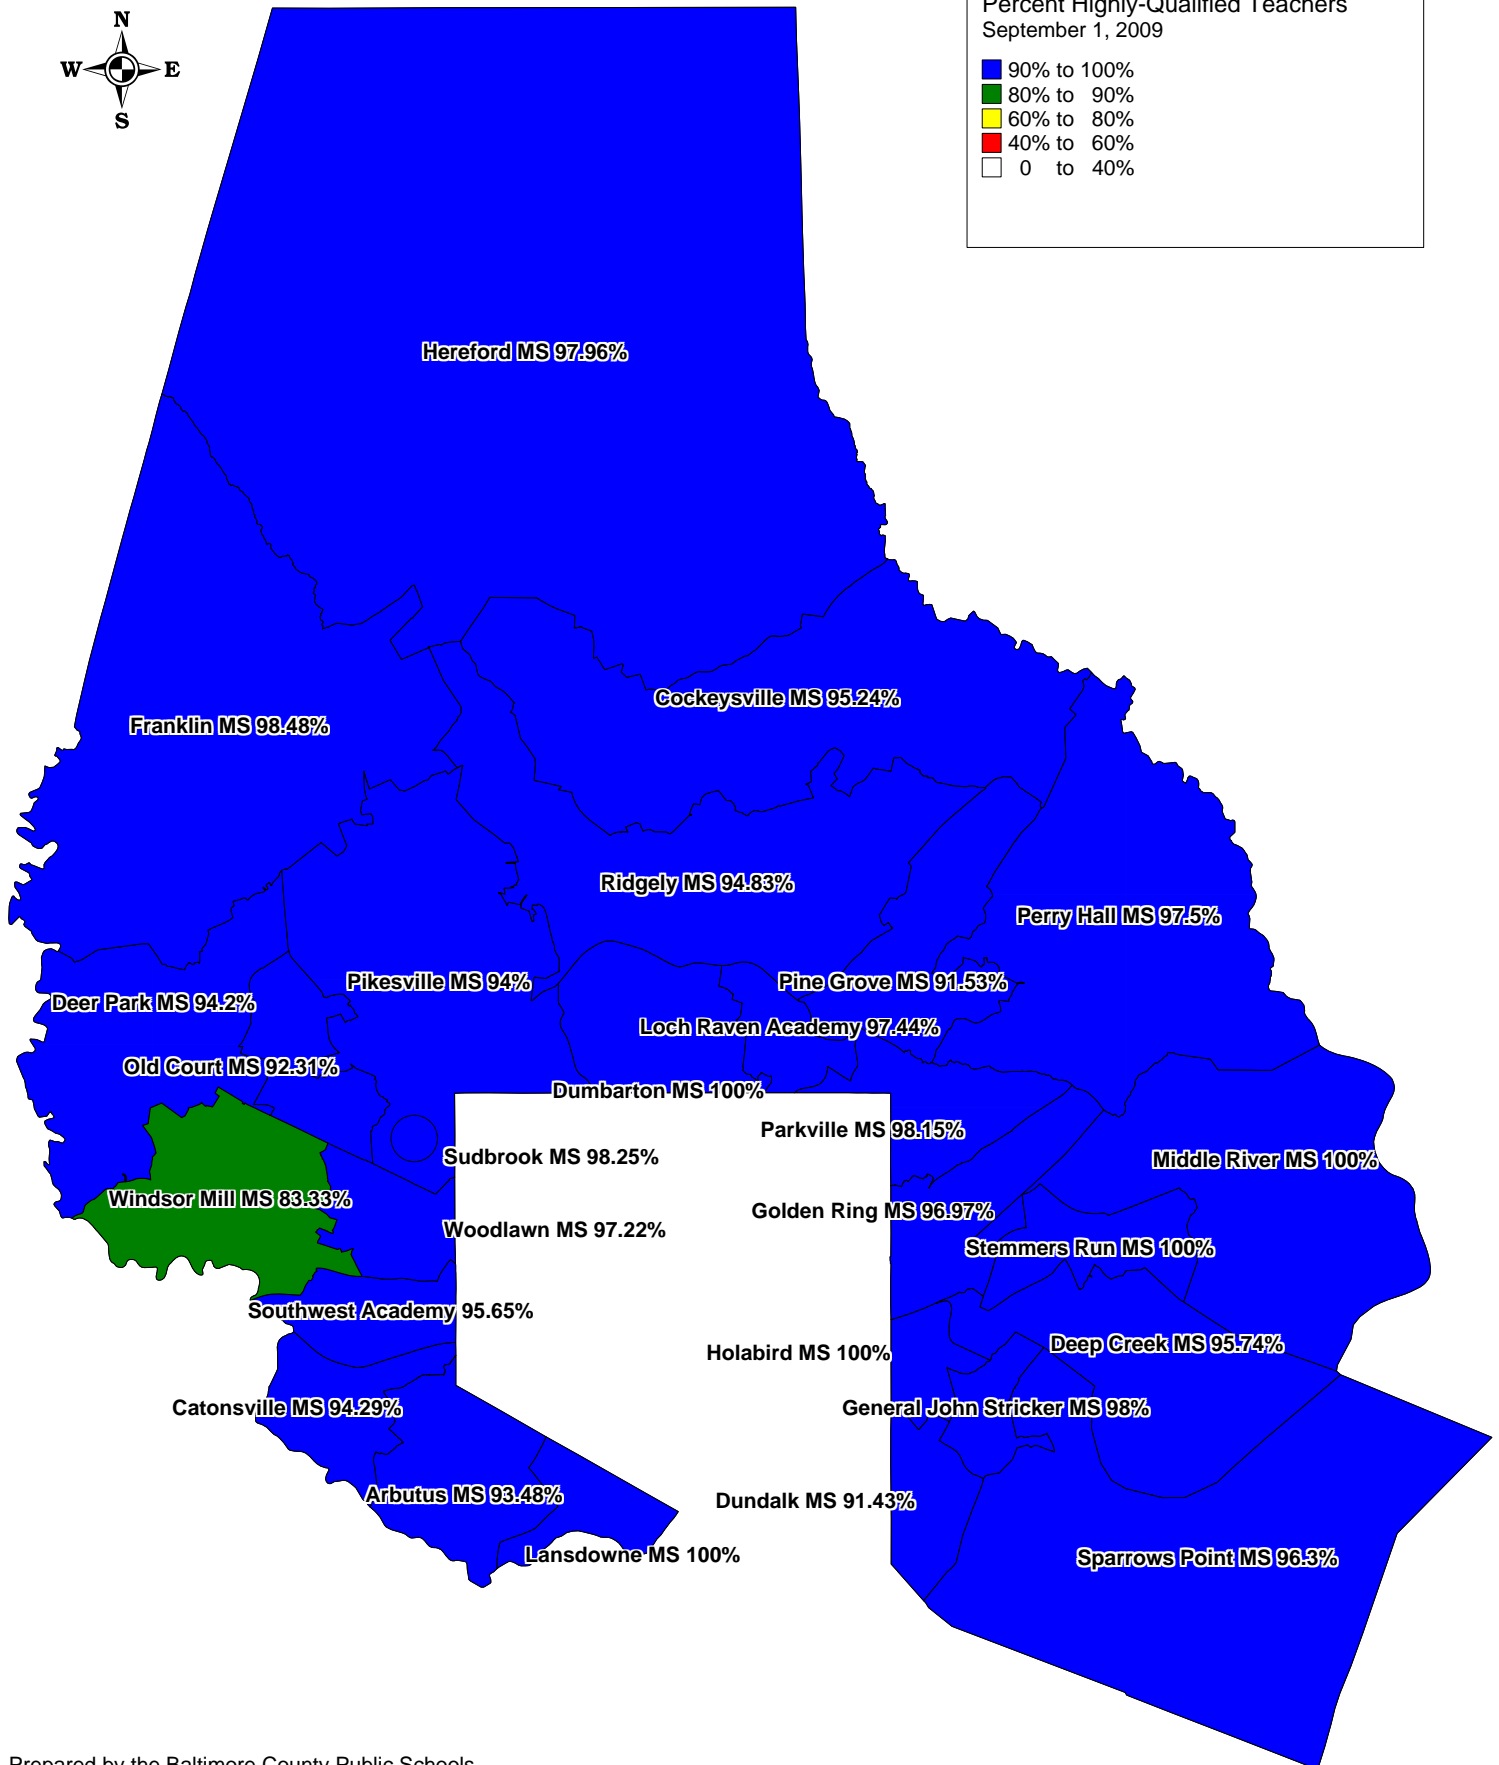 Percent Highly-Qualified Teachers
September 1, 2009
N
W E
S
90% to 100%
80% to 90%
60% to 80%
40% to 60%
0 to 40%
Hereford MS 97.96%
Cockeysville MS 95.24%
Franklin MS 98.48%
Ridgely MS 94.83%
Perry Hall MS 97.5%
Pikesville MS 94%
Pine Grove MS 91.53%
Deer Park MS 94.2%
Loch Raven Academy 97.44%
Old Court MS 92.31%
Dumbarton MS 100%
Parkville MS 98.15%
Sudbrook MS 98.25%
Middle River MS 100%
Windsor Mill MS 83.33%
Golden Ring MS 96.97%
Woodlawn MS 97.22%
Stemmers Run MS 100%
Southwest Academy 95.65%
Deep Creek MS 95.74%
Holabird MS 100%
Catonsville MS 94.29%
General John Stricker MS 98%
Arbutus MS 93.48%
Dundalk MS 91.43%
Lansdowne MS 100%
Sparrows Point MS 96.3%
Prepared by the Baltimore County Public Schools